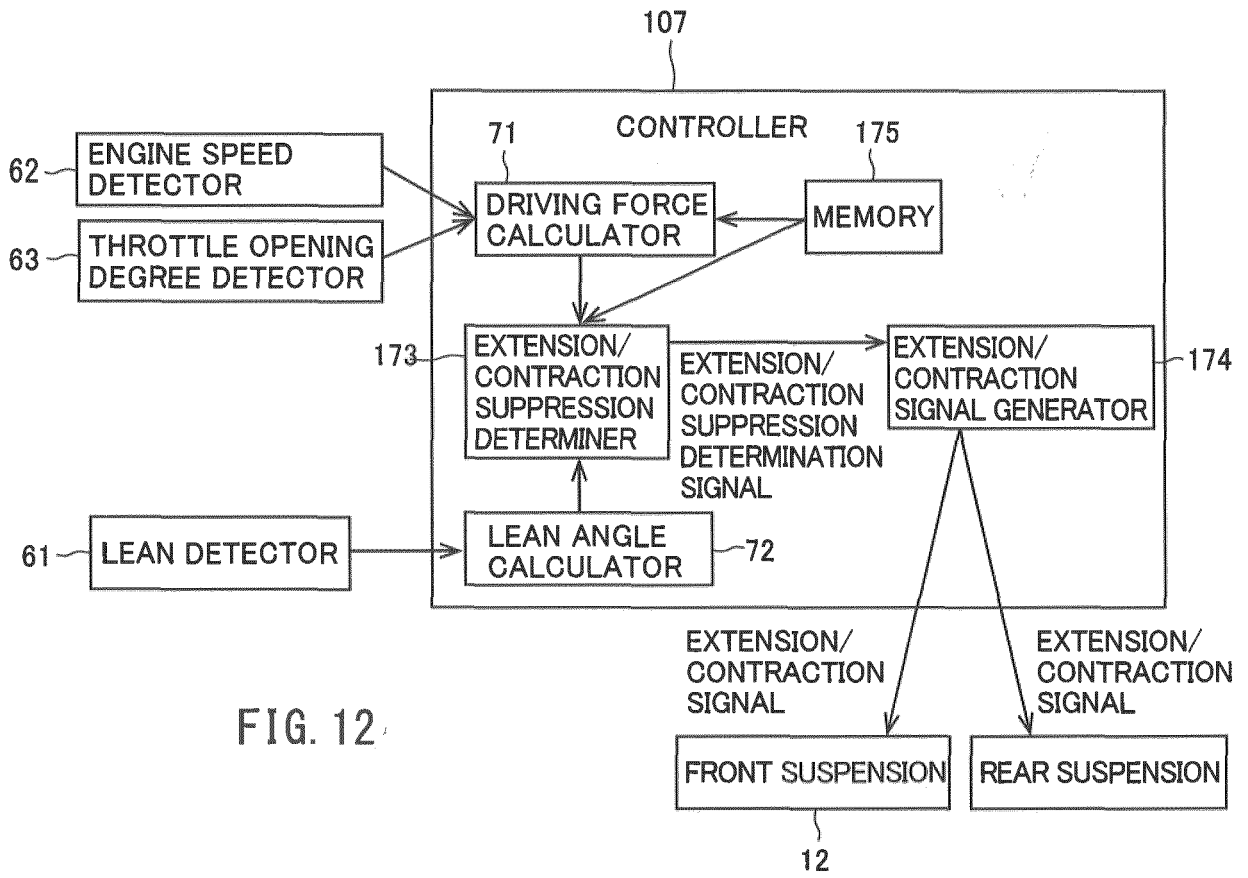 107
CONTROLLER
71
175
62
ENGINE SPEED
DETECTOR
DRIVING FORCE
CALCULATOR
MEMORY
63
THROTTLE OPENING
DEGREE DETECTOR
173
EXTENSION/
CONTRACTION
SUPPRESSION
DETERMINER
EXTENSION/
CONTRACTION
SUPPRESSION
DETERMINATION
SIGNAL
EXTENSION/
CONTRACTION
SIGNAL GENERATOR
174
61
LEAN DETECTOR
LEAN ANGLE
CALCULATOR
72
EXTENSION/
CONTRACTION
SIGNAL
EXTENSION/
CONTRACTION
SIGNAL
FIG. 12
FRONT SUSPENSION
REAR SUSPENSION
12